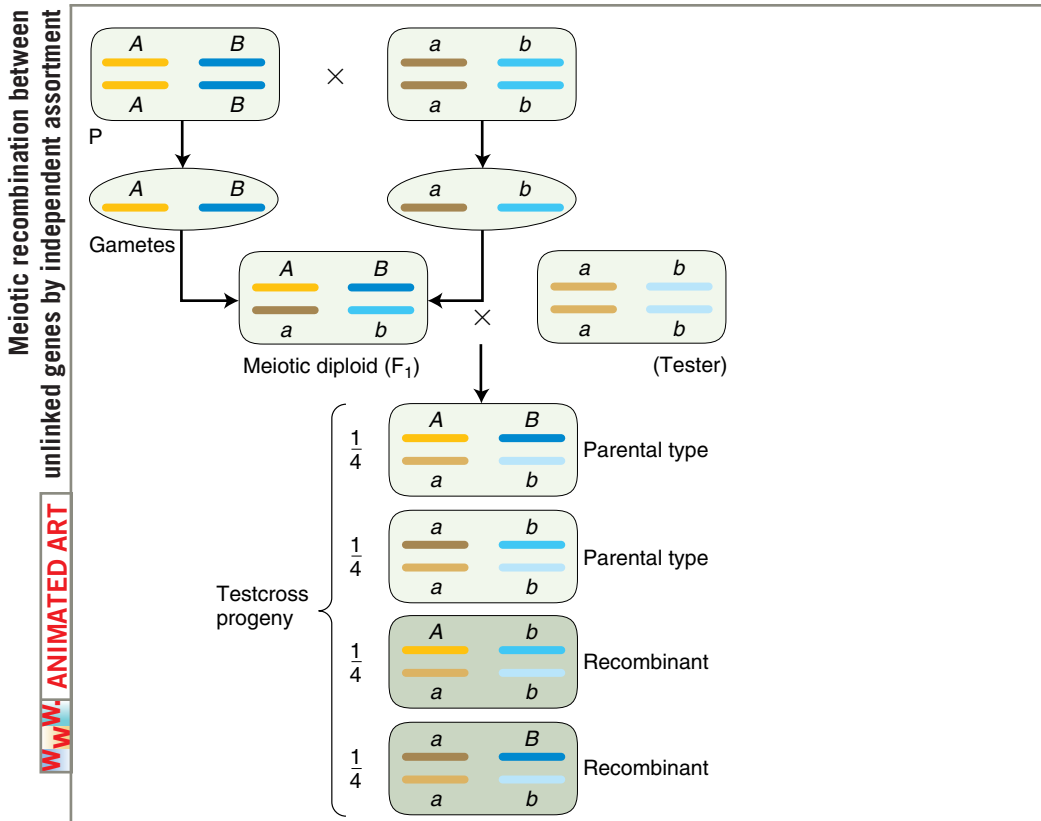 Meiotic recombination between
unlinked genes by independent assortment
www. ANIMATED ART
A B
A B
P
×
a b
a b
A B
Gametes
a b
A B
a b
Meiotic diploid (F₁)
×
a b
a b
(Tester)
Testcross
progeny
1/4
A B
a b
Parental type
1/4
a b
a b
Parental type
1/4
A b
a b
Recombinant
1/4
a B
a b
Recombinant